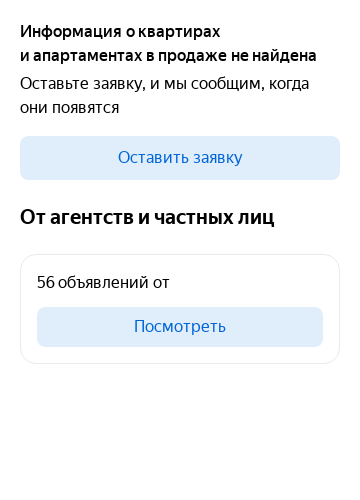 Информация о квартирах
и апартаментах в продаже не найдена
Оставьте заявку, и мы сообщим, когда
они появятся
Оставить заявку
От агентств и частных лиц
56 объявлений от
Посмотреть